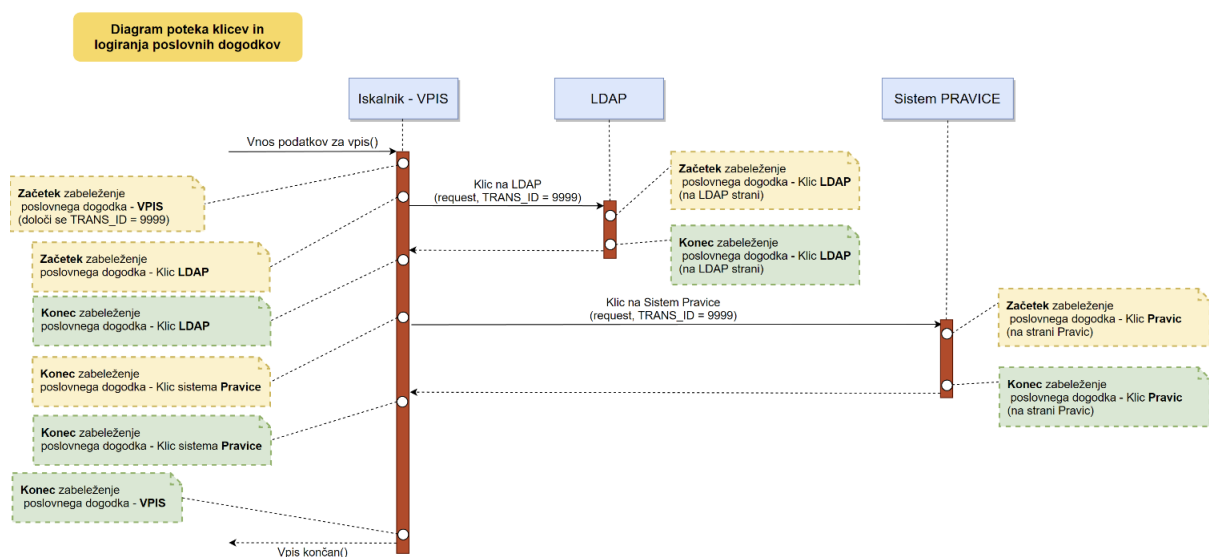 Diagram poteka klicev in
logiranja poslovnih dogodkov
Iskalnik - VPIS
LDAP
Sistem PRAVICE
Vnos podatkov za vpis()
Začetek zabeleženje
poslovnega dogodka - VPIS
(določi se TRANS_ID = 9999)
Klic na LDAP
(request, TRANS_ID = 9999)
Začetek zabeleženje
poslovnega dogodka - Klic LDAP
(na LDAP strani)
Začetek zabeleženje
poslovnega dogodka - Klic LDAP
Konec zabeleženje
poslovnega dogodka - Klic LDAP
(na LDAP strani)
Konec zabeleženje
poslovnega dogodka - Klic LDAP
Klic na Sistem Pravice
(request, TRANS_ID = 9999)
Začetek zabeleženje
poslovnega dogodka - Klic Pravic
(na strani Pravic)
Konec zabeleženje
poslovnega dogodka - Klic sistema Pravice
Konec zabeleženje
poslovnega dogodka - Klic Pravic
(na strani Pravic)
Konec zabeleženje
poslovnega dogodka - Klic sistema Pravice
Konec zabeleženje
poslovnega dogodka - VPIS
Vpis končan()